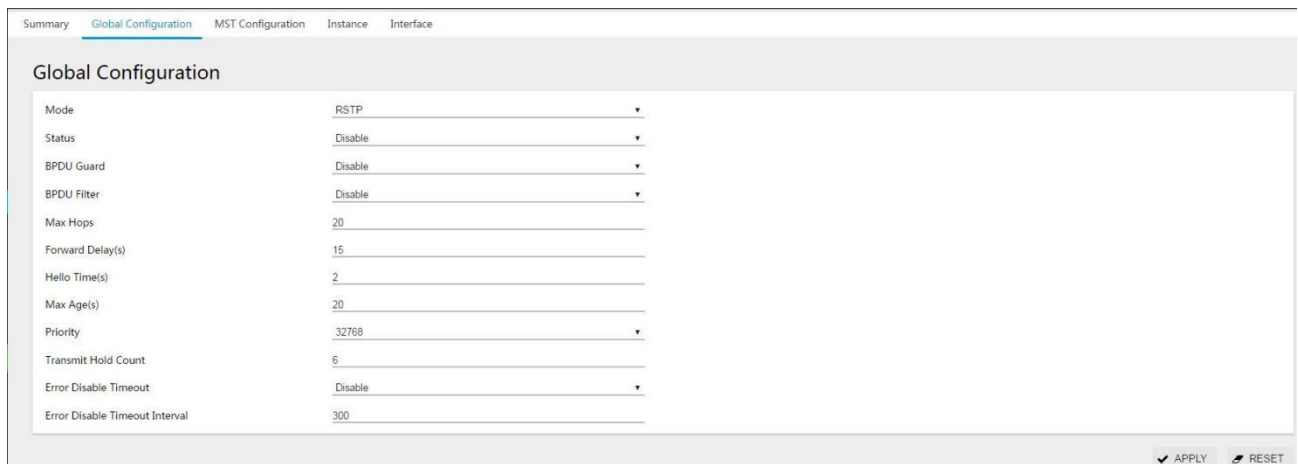 Summary Global Configuration MST Configuration Instance Interface
Global Configuration
Mode RSTP
Status Disable
BPDU Guard Disable
BPDU Filter Disable
Max Hops 20
Forward Delay(s) 15
Hello Time(s) 2
Max Age(s) 20
Priority 32768
Transmit Hold Count 6
Error Disable Timeout Disable
Error Disable Timeout Interval 300
APPLY RESET